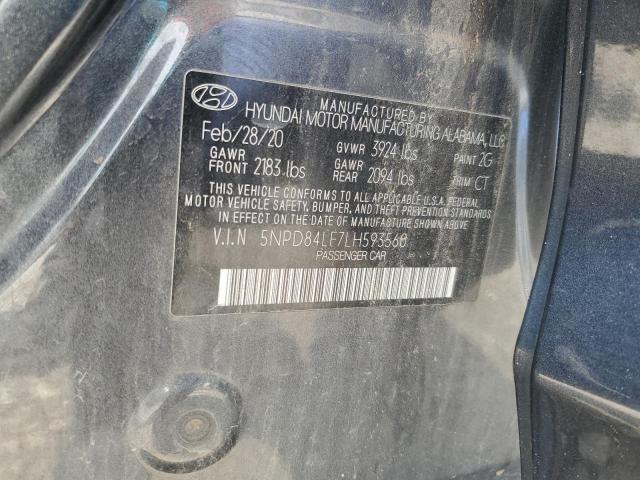 MANUFACTURED BY
HYUNDAI MOTOR MANUFACTURING ALABAMA, LLC
Feb/28/20 GVWR 3924 lbs PAINT 2G
GAWR FRONT 2183 lbs GAWR REAR 2094 lbs TRIM CT
THIS VEHICLE CONFORMS TO ALL APPLICABLE U.S.A. FEDERAL
MOTOR VEHICLE SAFETY, BUMPER, AND THEFT PREVENTION STANDARDS
IN EFFECT ON THE DATE OF MANUFACTURE SHOWN ABOVE.
V.I.N 5NPD84LF7LH593560
PASSENGER CAR